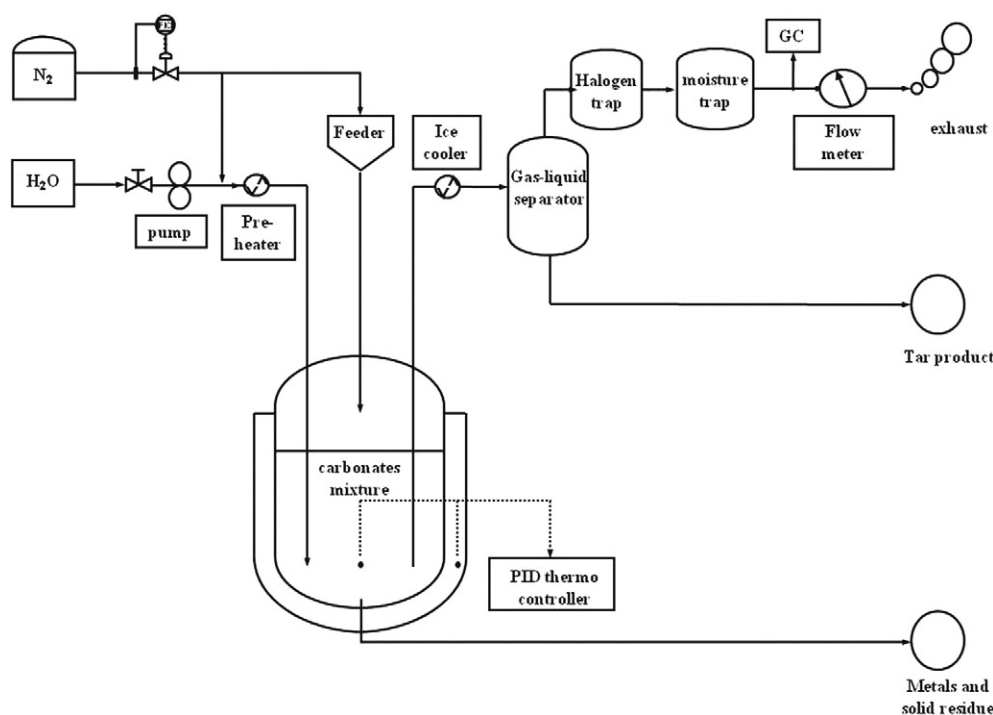 N2
H2O
pump
Pre-
heater
Feeder
Ice
cooler
Gas-liquid
separator
Halogen
trap
moisture
trap
GC
Flow
meter
exhaust
Tar product
carbonates
mixture
PID thermo
controller
Metals and
solid residue